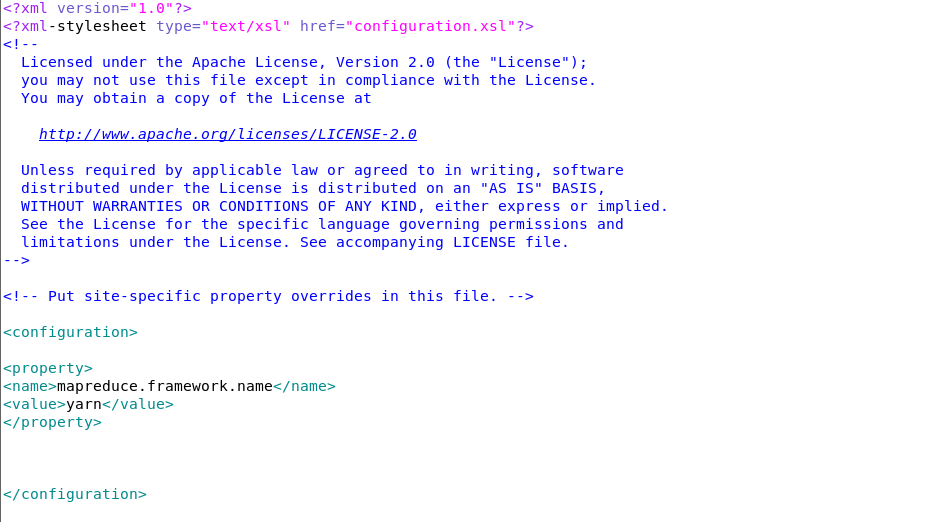 <?xml version="1.0"?>
<?xml-stylesheet type="text/xsl" href="configuration.xsl"?>
<!--
  Licensed under the Apache License, Version 2.0 (the "License");
  you may not use this file except in compliance with the License.
  You may obtain a copy of the License at

    http://www.apache.org/licenses/LICENSE-2.0

  Unless required by applicable law or agreed to in writing, software
  distributed under the License is distributed on an "AS IS" BASIS,
  WITHOUT WARRANTIES OR CONDITIONS OF ANY KIND, either express or implied.
  See the License for the specific language governing permissions and
  limitations under the License. See accompanying LICENSE file.
-->

<!-- Put site-specific property overrides in this file. -->

<configuration>

<property>
<name>mapreduce.framework.name</name>
<value>yarn</value>
</property>



</configuration>